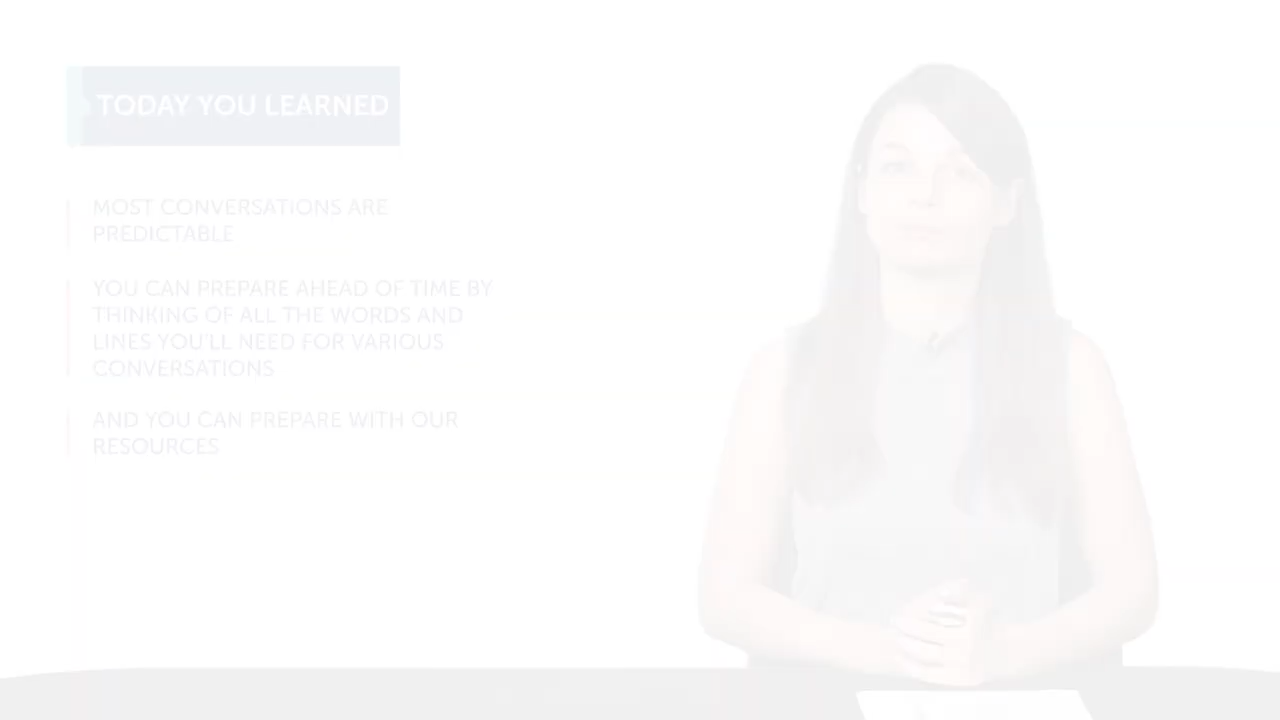 TODAY YOU LEARNED
MOST CONVERSATIONS ARE
PREDICTABLE
YOU CAN PREPARE AHEAD OF TIME BY
THINKING OF ALL THE WORDS AND
LINES YOU'LL NEED FOR VARIOUS
CONVERSATIONS
AND YOU CAN PREPARE WITH OUR
RESOURCES